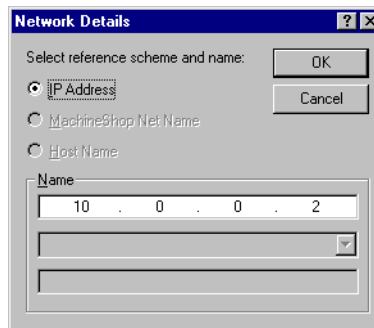 Network Details
Select reference scheme and name:
OK
IP Address
Cancel
MachineShop Net Name
Host Name
Name
10 . 0 . 0 . 2